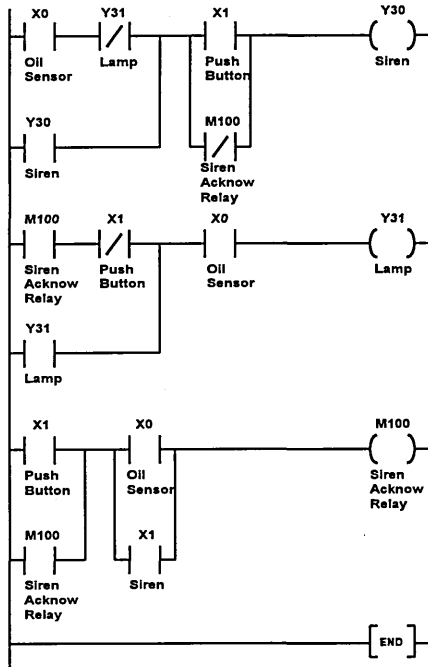 X0 Y31 X1 Y30
Oil Sensor Lamp Push Button Siren
Y30 M100
Siren Siren Acknow Relay
M100 X1 X0 Y31
Siren Acknow Relay Push Button Oil Sensor Lamp
Y31
Lamp
X1 X0 M100
Push Button Oil Sensor Siren Acknow Relay
M100 X1
Siren Acknow Relay Siren
END